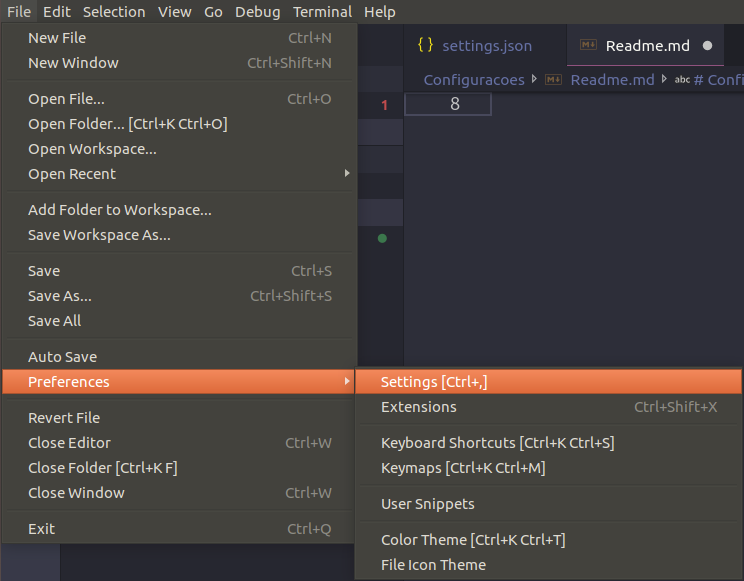 File Edit Selection View Go Debug Terminal Help
New File Ctrl+N
New Window Ctrl+Shift+N
Open File... Ctrl+O
Open Folder... [Ctrl+K Ctrl+O]
Open Workspace...
Open Recent
Add Folder to Workspace...
Save Workspace As...
Save Ctrl+S
Save As... Ctrl+Shift+S
Save All
Auto Save
Preferences
Revert File
Close Editor Ctrl+W
Close Folder [Ctrl+K F]
Close Window Ctrl+W
Exit Ctrl+Q
{} settings.json Readme.md
Configuracoes Readme.md abc # Confi
1 8
Settings [Ctrl+,]
Extensions Ctrl+Shift+X
Keyboard Shortcuts [Ctrl+K Ctrl+S]
Keymaps [Ctrl+K Ctrl+M]
User Snippets
Color Theme [Ctrl+K Ctrl+T]
File Icon Theme